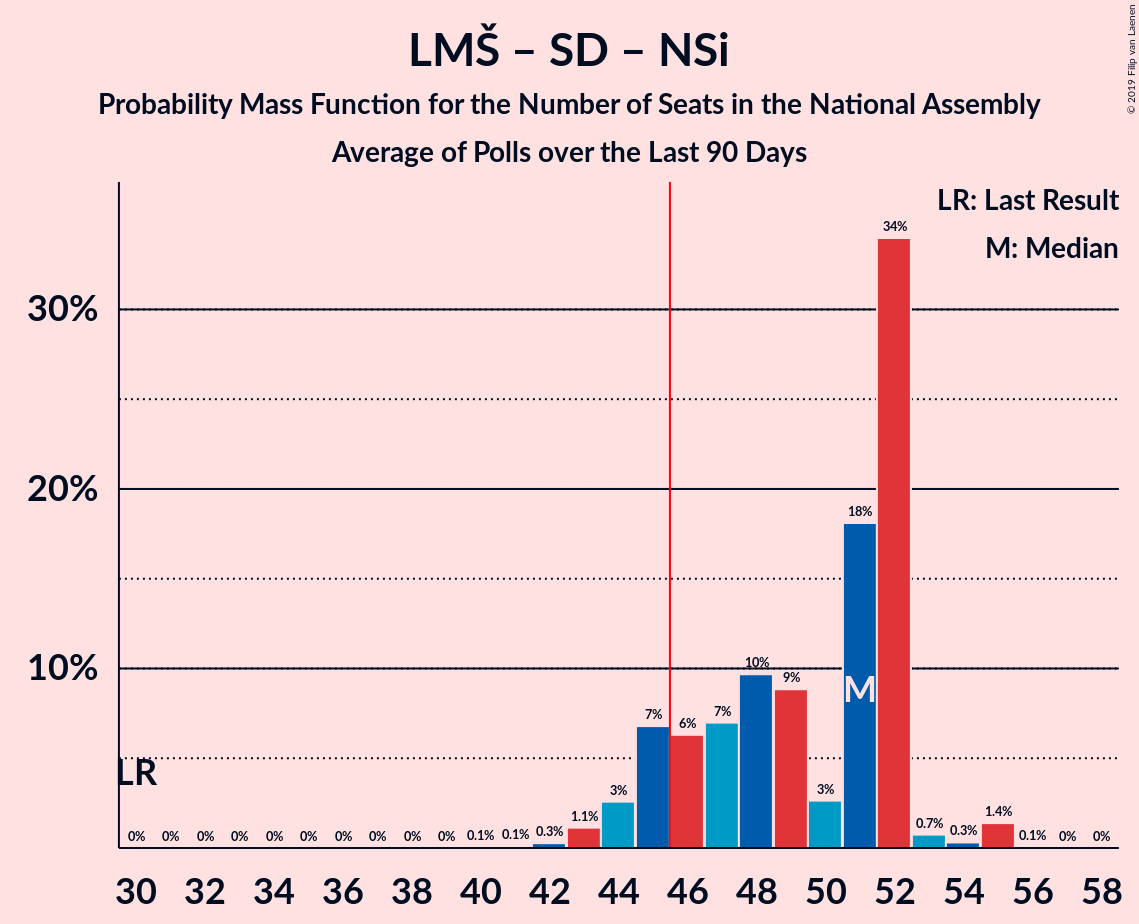 LMŠ – SD – NSi
Probability Mass Function for the Number of Seats in the National Assembly
Average of Polls over the Last 90 Days
© 2019 Filip van Laenen
LR: Last Result
M: Median
30%
20%
10%
LR
M
0% 0% 0% 0% 0% 0% 0% 0% 0% 0% 0.1% 0.1% 0.3% 1.1% 3% 7% 6% 7% 10% 9% 3% 18% 34% 0.7% 0.3% 1.4% 0.1% 0% 0%
30 32 34 36 38 40 42 44 46 48 50 52 54 56 58